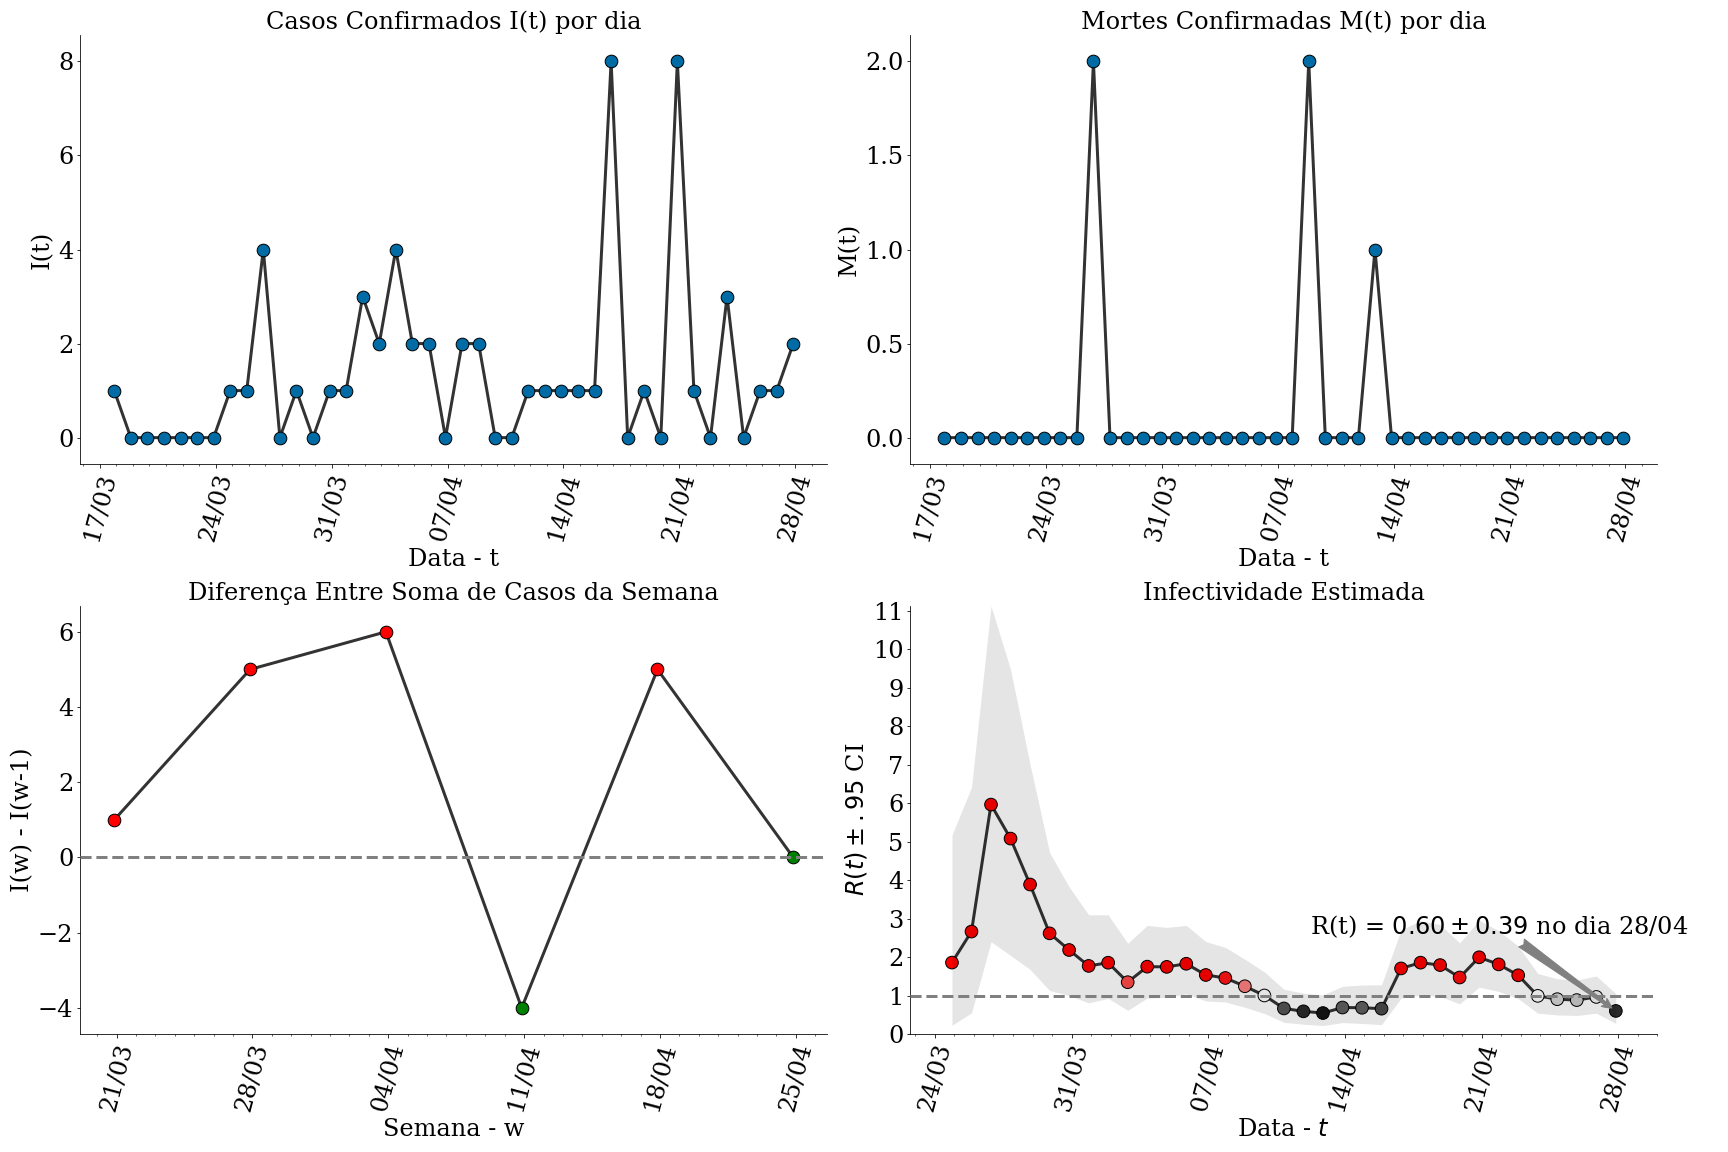 Casos Confirmados I(t) por dia
I(t)
8
6
4
2
0
17/03 24/03 31/03 07/04 14/04 21/04 28/04
Data - t
Mortes Confirmadas M(t) por dia
M(t)
2.0
1.5
1.0
0.5
0.0
17/03 24/03 31/03 07/04 14/04 21/04 28/04
Data - t
Diferença Entre Soma de Casos da Semana
I(w) - I(w-1)
6
4
2
0
−2
−4
21/03 28/03 04/04 11/04 18/04 25/04
Semana - w
Infectividade Estimada
R(t) ± .95 CI
11
10
9
8
7
6
5
4
3
2
1
0
R(t) = 0.60 ± 0.39 no dia 28/04
24/03 31/03 07/04 14/04 21/04 28/04
Data - t